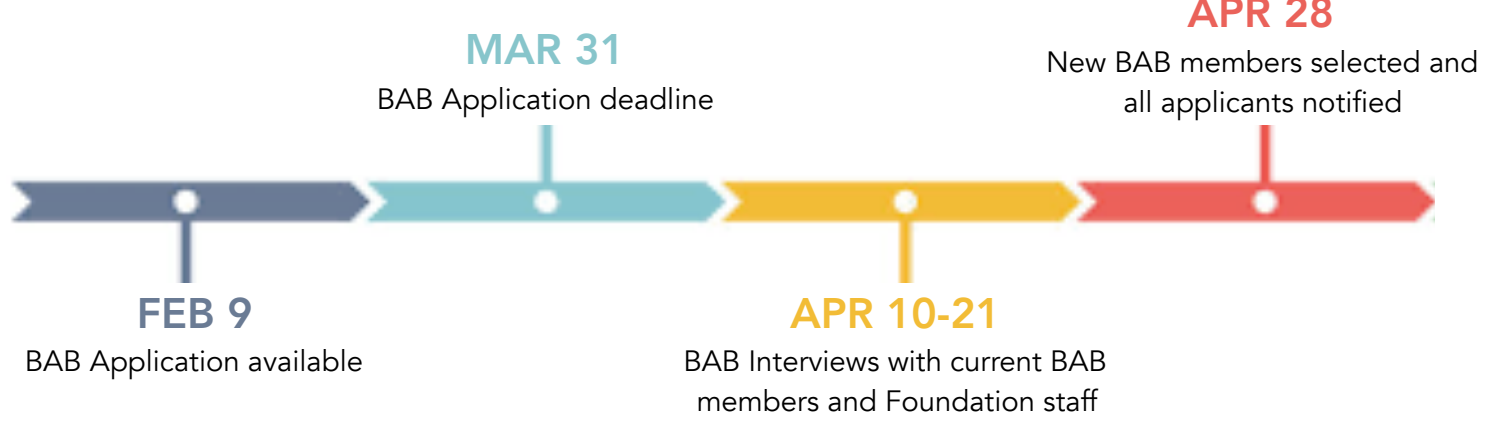 FEB 9
BAB Application available
MAR 31
BAB Application deadline
APR 10-21
BAB Interviews with current BAB
members and Foundation staff
APR 28
New BAB members selected and
all applicants notified